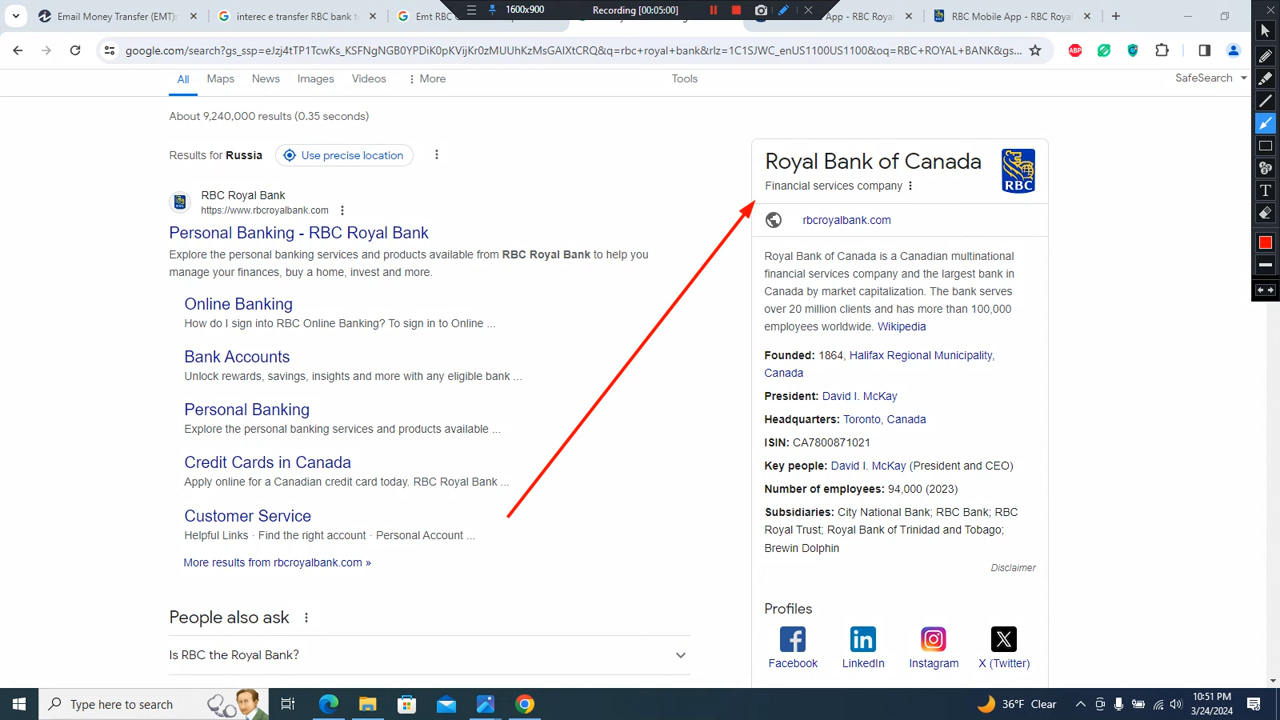 Email Money Transfer (EMT):
interec e transfer RBC bank
Emt RBC
1600x900
Recording [00:05:00]
App - RBC Roya
RBC Mobile App - RBC Royal
google.com/search?gs_ssp=eJzj4tTP1TcwKs_KSFNgNGB0YPDiK0pKVijKr0zMUUhKzMsGAIXtCRQ&q=rbc+royal+bank&rlz=1C1SJWC_enUS1100US1100&oq=RBC+ROYAL+BANK&gs...
ABP
All
Maps
News
Images
Videos
More
Tools
SafeSearch
About 9,240,000 results (0.35 seconds)
Results for Russia
Use precise location
RBC Royal Bank
https://www.rbcroyalbank.com
Personal Banking - RBC Royal Bank
Explore the personal banking services and products available from RBC Royal Bank to help you
manage your finances, buy a home, invest and more.
Online Banking
How do I sign into RBC Online Banking? To sign in to Online ...
Bank Accounts
Unlock rewards, savings, insights and more with any eligible bank ...
Personal Banking
Explore the personal banking services and products available ...
Credit Cards in Canada
Apply online for a Canadian credit card today. RBC Royal Bank ...
Customer Service
Helpful Links · Find the right account · Personal Account ...
More results from rbcroyalbank.com »
People also ask
Is RBC the Royal Bank?
Royal Bank of Canada
Financial services company
RBC
rbcroyalbank.com
Royal Bank of Canada is a Canadian multinational
financial services company and the largest bank in
Canada by market capitalization. The bank serves
over 20 million clients and has more than 100,000
employees worldwide. Wikipedia
Founded: 1864, Halifax Regional Municipality,
Canada
President: David I. McKay
Headquarters: Toronto, Canada
ISIN: CA7800871021
Key people: David I. McKay (President and CEO)
Number of employees: 94,000 (2023)
Subsidiaries: City National Bank; RBC Bank; RBC
Royal Trust; Royal Bank of Trinidad and Tobago;
Brewin Dolphin
Disclaimer
Profiles
Facebook
LinkedIn
Instagram
X (Twitter)
Type here to search
36°F Clear
10:51 PM
3/24/2024